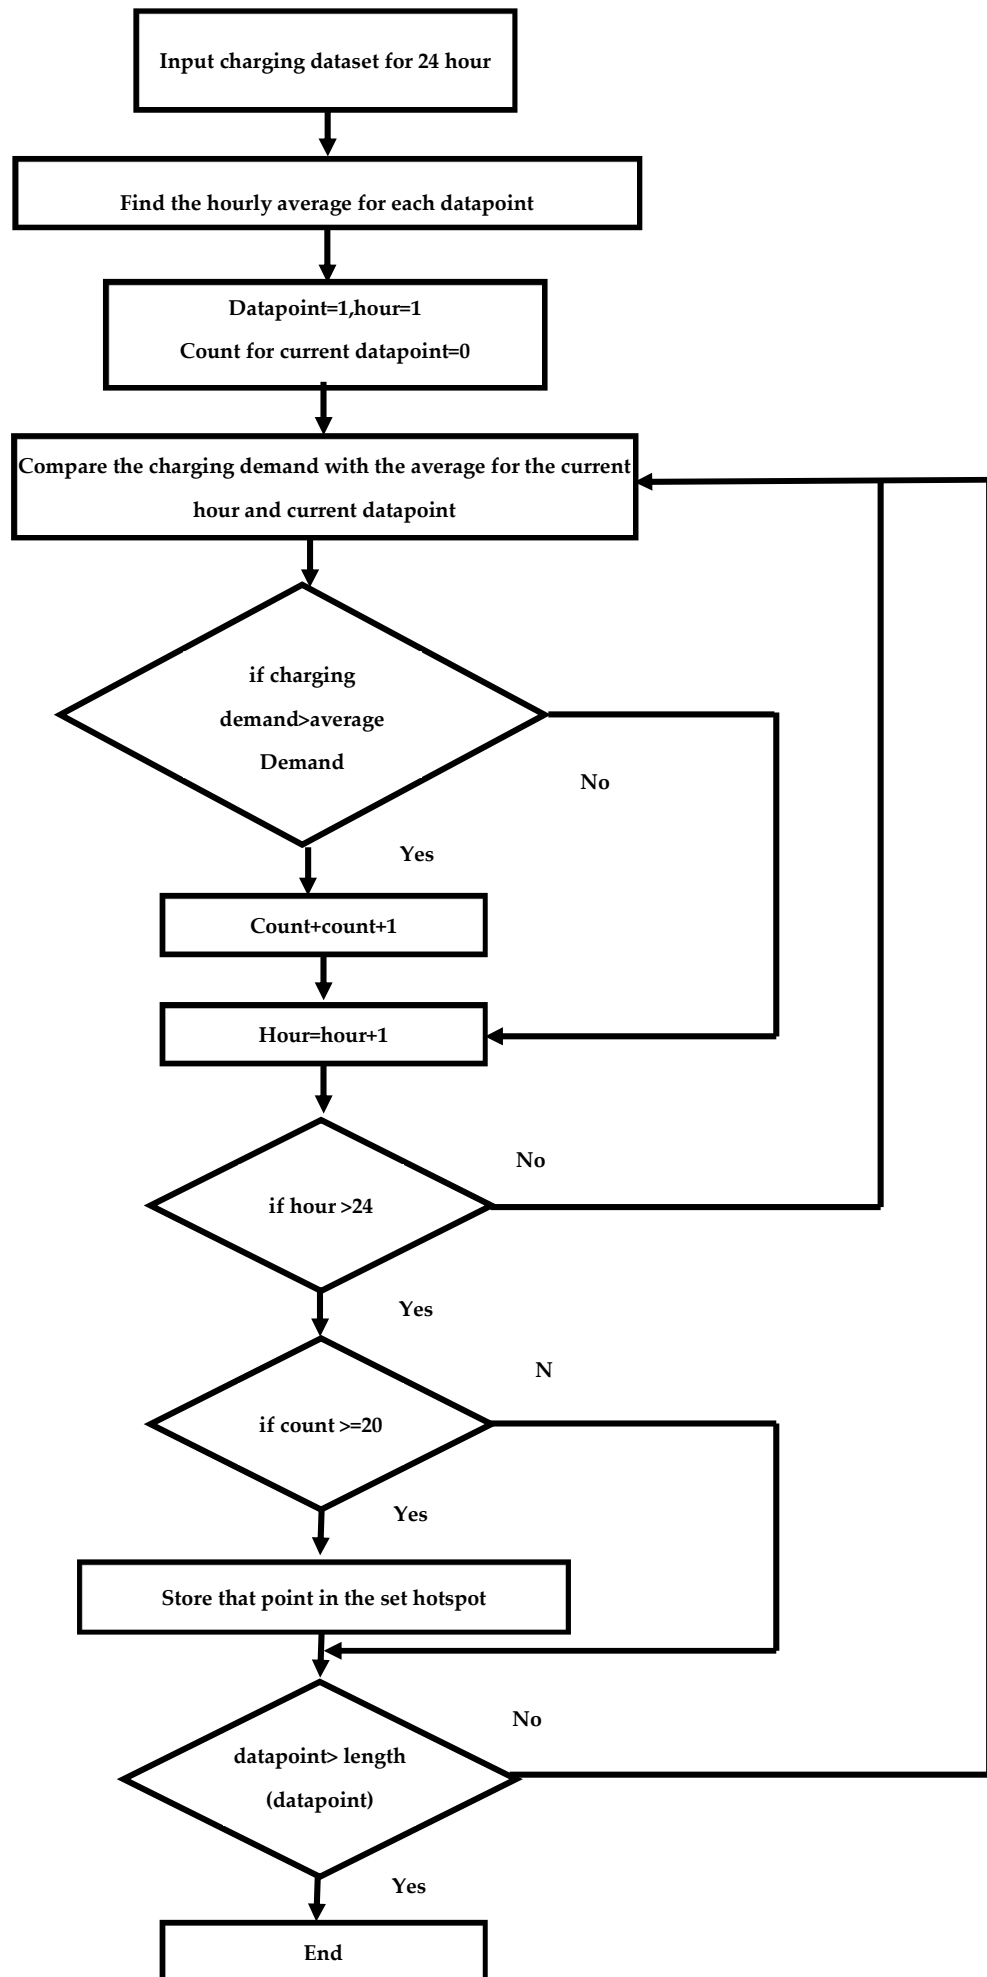 Input charging dataset for 24 hour
Find the hourly average for each datapoint
Datapoint=1,hour=1
Count for current datapoint=0
Compare the charging demand with the average for the current
hour and current datapoint
if charging
demand>average
Demand
No
Yes
Count+count+1
Hour=hour+1
No
if hour >24
Yes
N
if count >=20
Yes
Store that point in the set hotspot
No
datapoint> length
(datapoint)
Yes
End